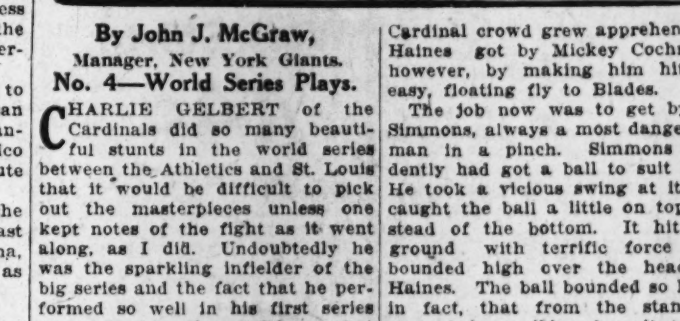 ess
the
er-
to
an
an-
ico
ute
he
ast
na,
as
By John J. McGraw,
Manager, New York Giants.
No. 4—World Series Plays.
CHARLIE GELBERT of the
Cardinals did so many beauti-
ful stunts in the world series
between the Athletics and St. Louis
that it would be difficult to pick
out the masterpieces unless one
kept notes of the fight as it went
along, as I did. Undoubtedly he
was the sparkling infielder of the
big series and the fact that he per-
formed so well in his first series
Cardinal crowd grew apprehen
Haines got by Mickey Coch
however, by making him hi
easy, floating fly to Blades.
The job now was to get b
Simmons, always a most dange
man in a pinch. Simmons
dently had got a ball to suit
He took a vicious swing at it
caught the ball a little on top
stead of the bottom. It hit
ground with terrific force
bounded high over the hea
Haines. The ball bounded so
in fact, that from the stan